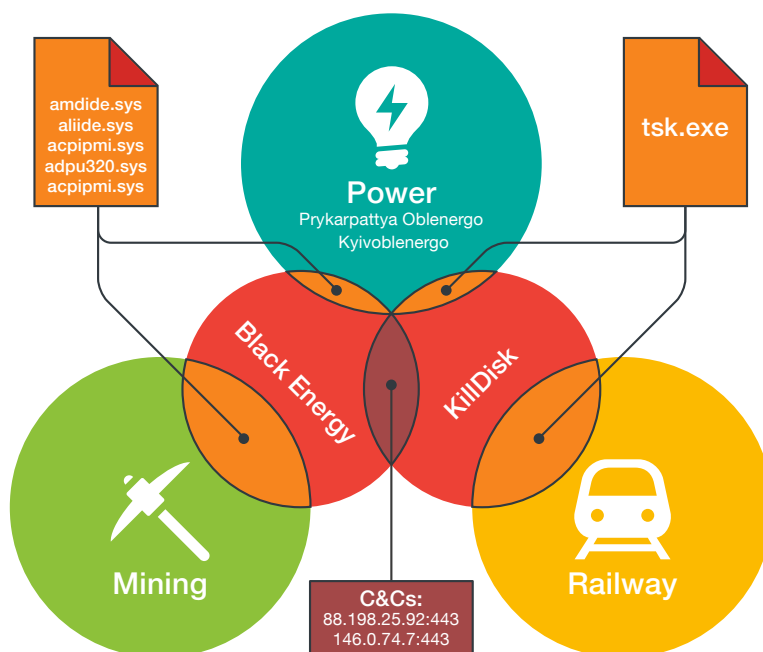 amdide.sys
aliide.sys
acpipmi.sys
adpu320.sys
acpipmi.sys
tsk.exe
Power
Prykarpattya Oblenergo
Kyivoblenergo
Black Energy
KillDisk
Mining
Railway
C&Cs:
88.198.25.92:443
146.0.74.7:443